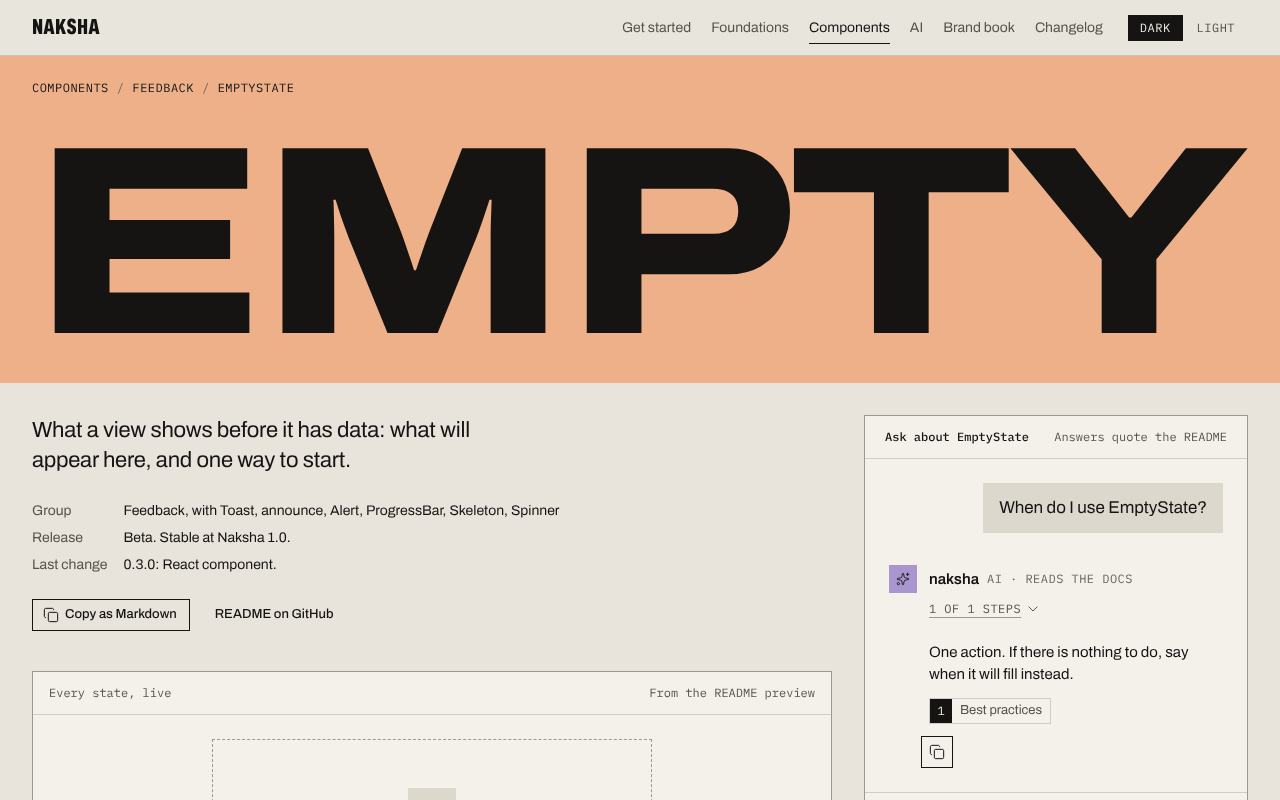 NAKSHA
Get started Foundations Components AI Brand book Changelog DARK LIGHT
COMPONENTS / FEEDBACK / EMPTYSTATE
EMPTY
What a view shows before it has data: what will
appear here, and one way to start.
Group Feedback, with Toast, announce, Alert, ProgressBar, Skeleton, Spinner
Release Beta. Stable at Naksha 1.0.
Last change 0.3.0: React component.
Copy as Markdown README on GitHub
Every state, live From the README preview
Ask about EmptyState Answers quote the README
When do I use EmptyState?
naksha AI · READS THE DOCS
1 OF 1 STEPS
One action. If there is nothing to do, say
when it will fill instead.
1 Best practices